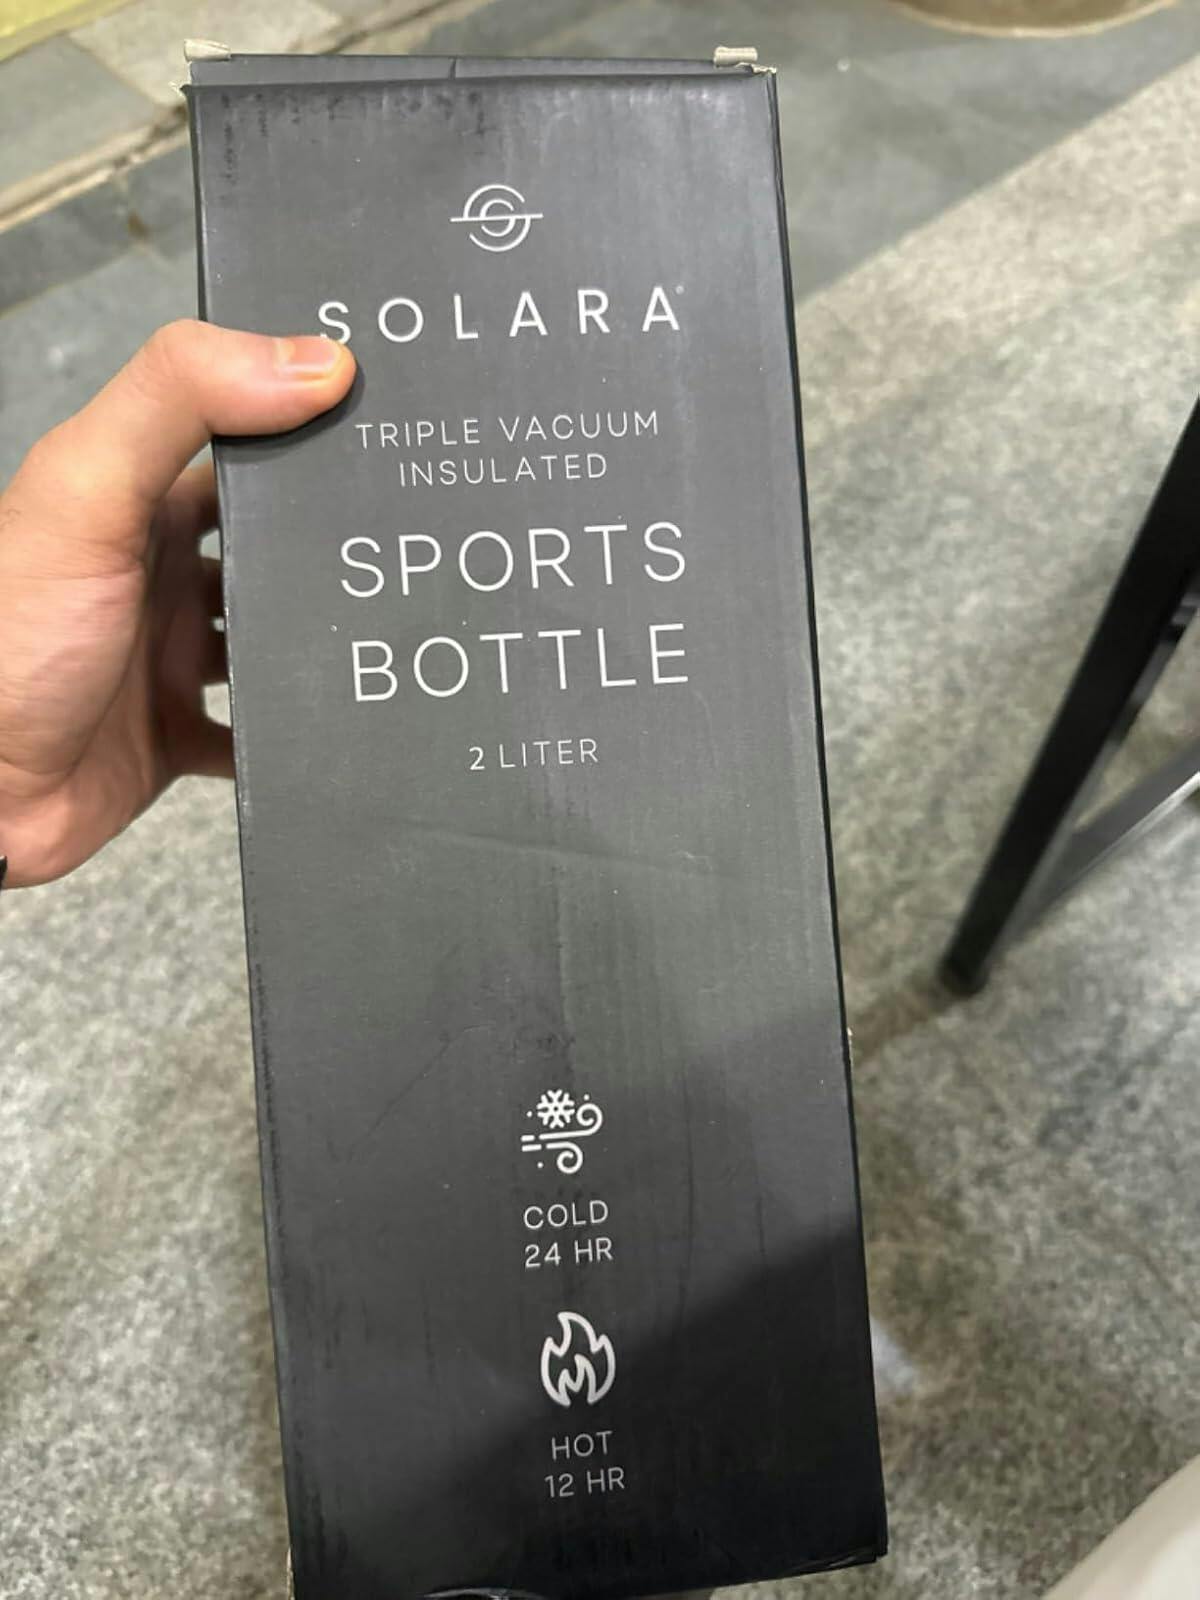 SOLARA
TRIPLE VACUUM
INSULATED
SPORTS
BOTTLE
2 LITER
COLD
24 HR
HOT
12 HR